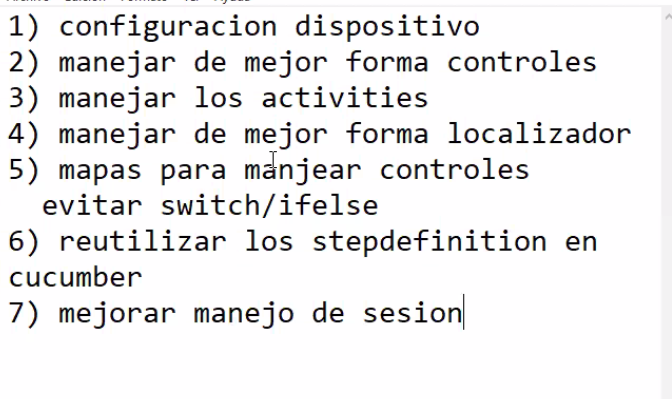 1) configuracion dispositivo
2) manejar de mejor forma controles
3) manejar los activities
4) manejar de mejor forma localizador
5) mapas para manjear controles
evitar switch/ifelse
6) reutilizar los stepdefinition en
cucumber
7) mejorar manejo de sesion